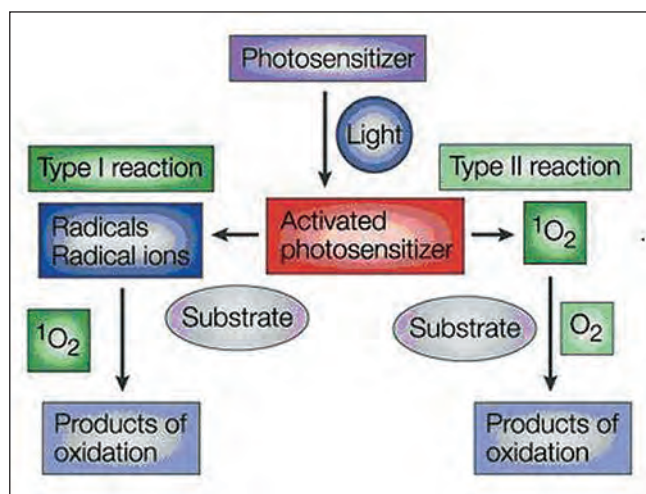 Photosensitizer
Light
Type I reaction
Type II reaction
Radicals
Radical ions
Activated
photosensitizer
¹O₂
Substrate
Substrate
¹O₂
O₂
Products of
oxidation
Products of
oxidation